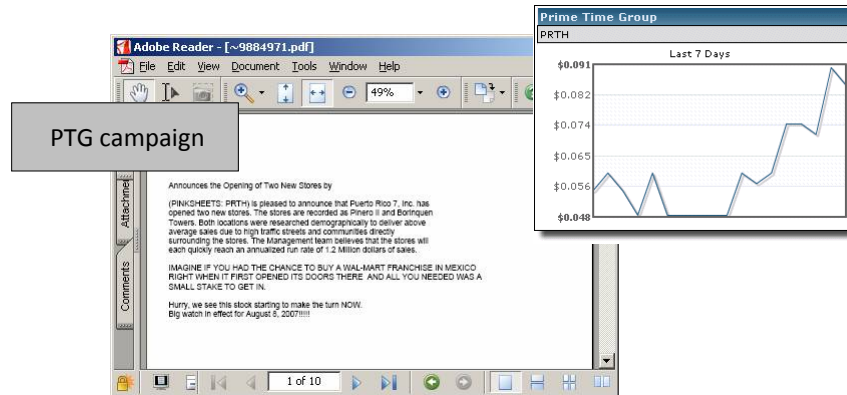 Prime Time Group
PRTH
Last 7 Days
$0.091
$0.082
$0.074
$0.065
$0.056
$0.048
Adobe Reader - [~9884971.pdf]
File Edit View Document Tools Window Help
49%
PTG campaign
Attachmen
Comments
Announces the Opening of Two New Stores by
(PINKSHEETS: PRTH) is pleased to announce that Puerto Rico 7, Inc. has
opened two new stores. The stores are recorded as Pinero II and Borinquen
Towers. Both locations were researched demographically to deliver above
average sales due to high traffic streets and communities directly
surrounding the stores. The Management team believes that the stores will
each quickly reach an annualized run rate of 1.2 Million dollars of sales.
IMAGINE IF YOU HAD THE CHANCE TO BUY A WAL-MART FRANCHISE IN MEXICO
RIGHT WHEN IT FIRST OPENED ITS DOORS THERE AND ALL YOU NEEDED WAS A
SMALL STAKE TO GET IN.
Hurry, we see this stock starting to make the turn NOW.
Big watch in effect for August 8, 2007!!!!!
1 of 10